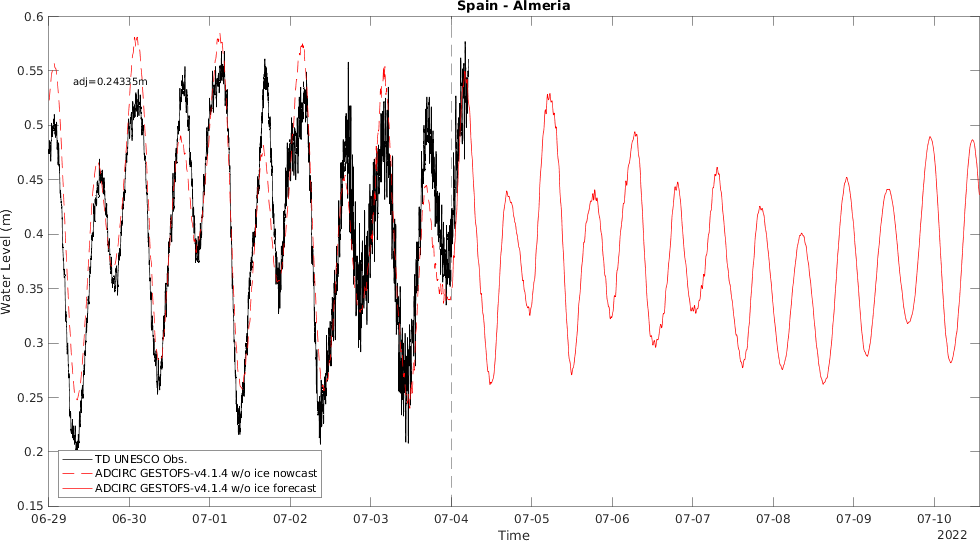 Spain - Almeria
0.6
0.55
0.5
0.45
0.4
0.35
0.3
0.25
0.2
0.15
Water Level (m)
adj=0.24335m
TD UNESCO Obs.
ADCIRC GESTOFS-v4.1.4 w/o ice nowcast
ADCIRC GESTOFS-v4.1.4 w/o ice forecast
06-29 06-30 07-01 07-02 07-03 07-04 07-05 07-06 07-07 07-08 07-09 07-10
Time
2022